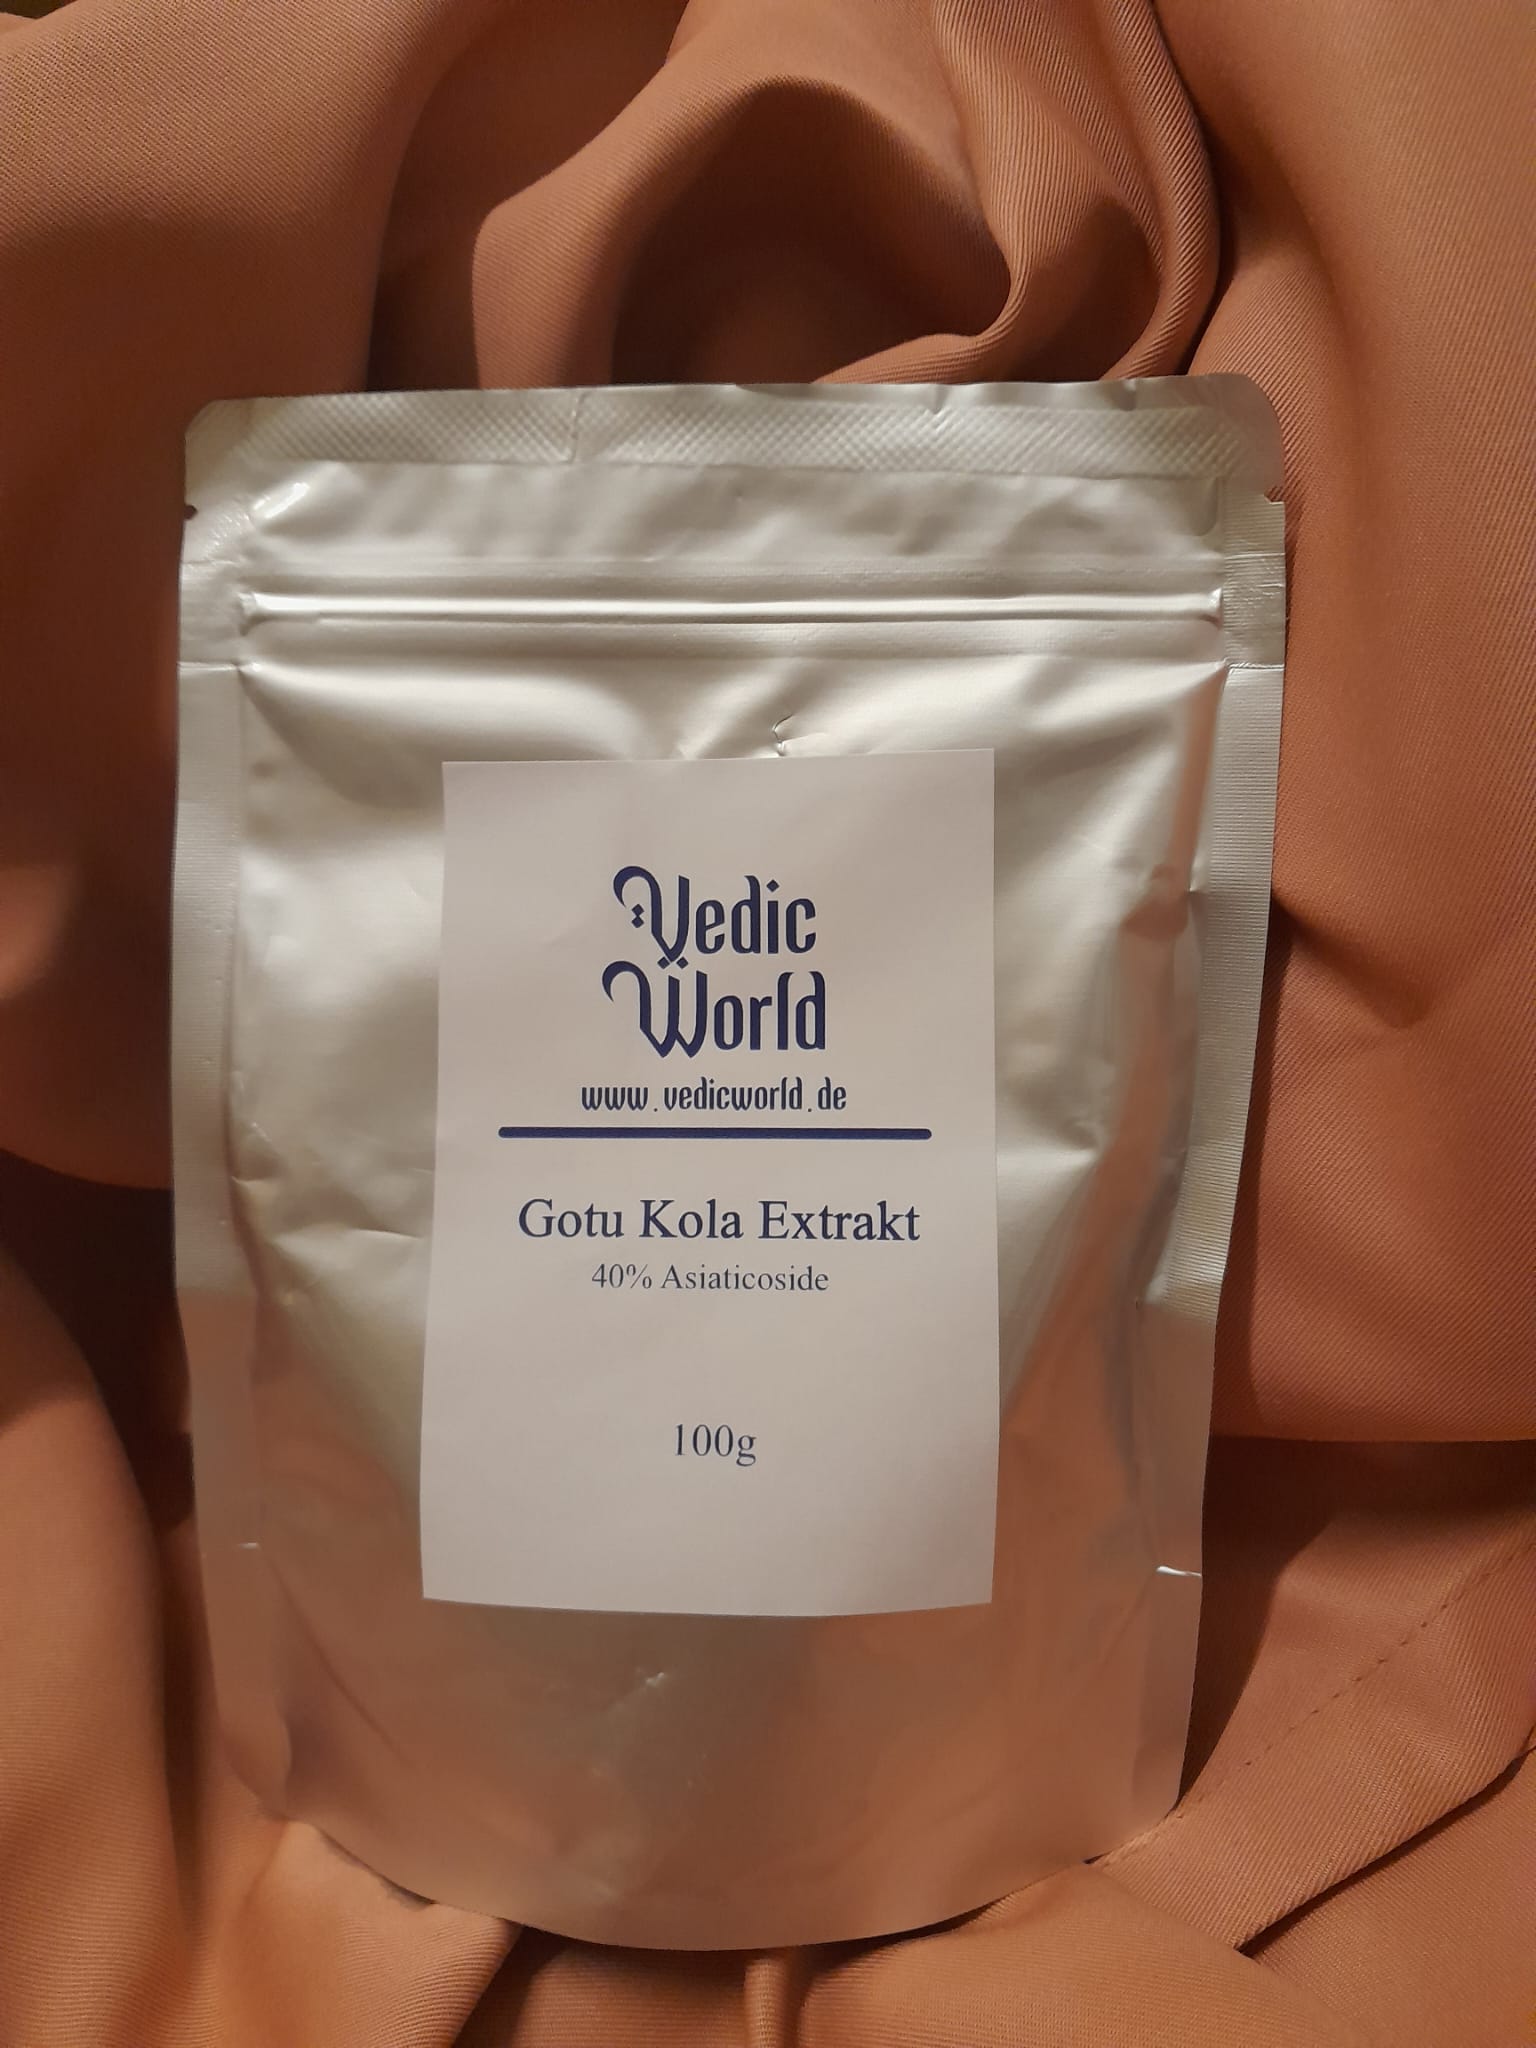 Vedic
World
www.vedicworld.de
Gotu Kola Extrakt
40% Asiaticoside
100g